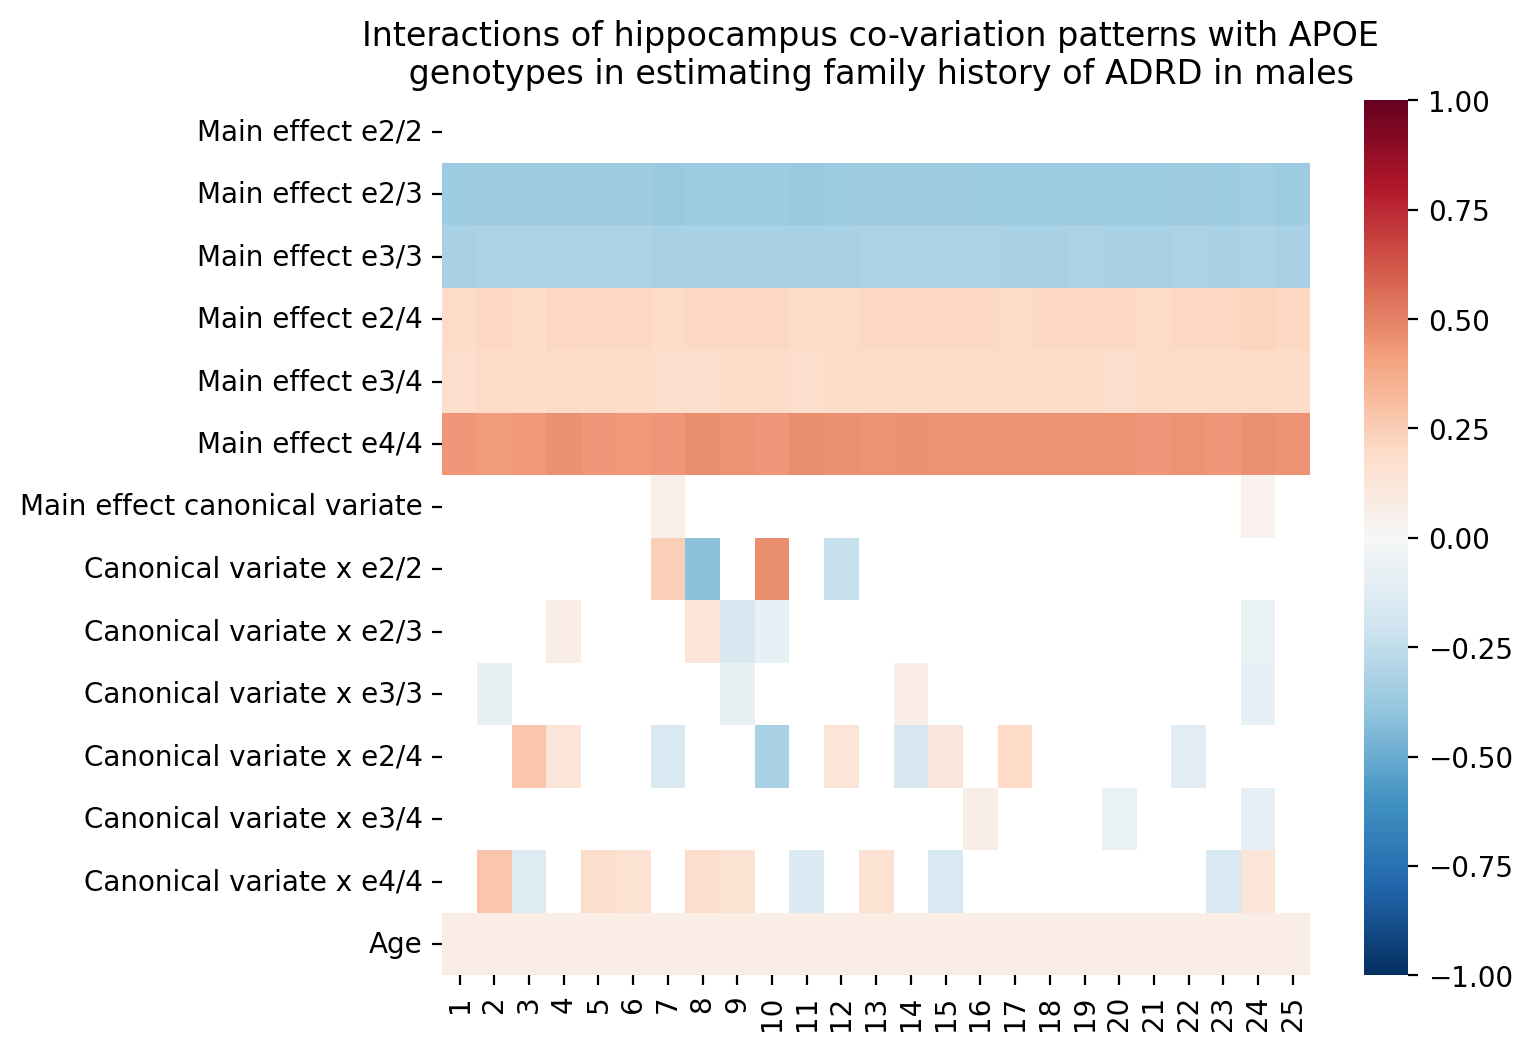 Interactions of hippocampus co-variation patterns with APOE
genotypes in estimating family history of ADRD in males
Main effect e2/2
Main effect e2/3
Main effect e3/3
Main effect e2/4
Main effect e3/4
Main effect e4/4
Main effect canonical variate
Canonical variate x e2/2
Canonical variate x e2/3
Canonical variate x e3/3
Canonical variate x e2/4
Canonical variate x e3/4
Canonical variate x e4/4
Age
1 2 3 4 5 6 7 8 9 10 11 12 13 14 15 16 17 18 19 20 21 22 23 24 25
1.00
0.75
0.50
0.25
0.00
−0.25
−0.50
−0.75
−1.00